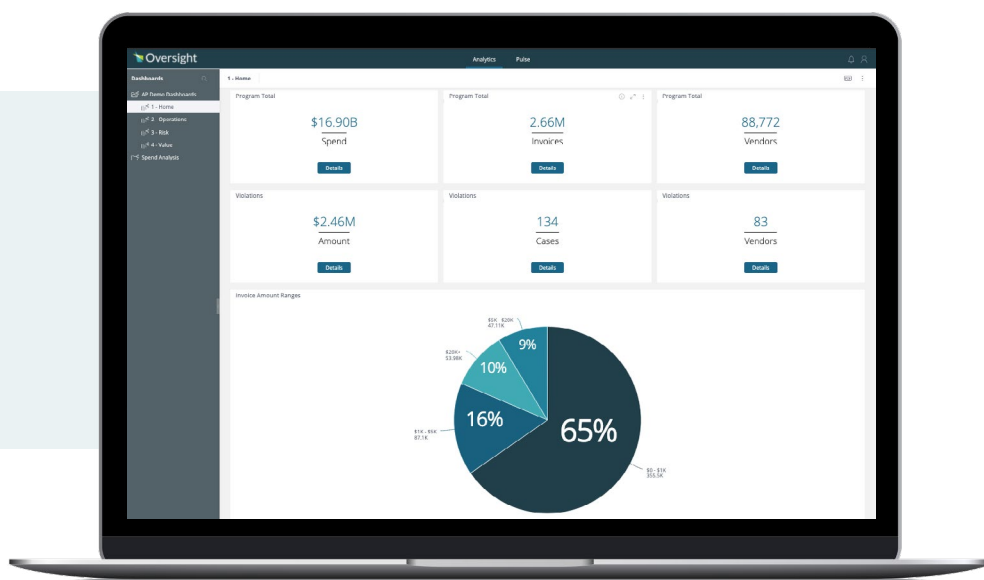 Oversight
Analytics Pulse
Dashboards
1 - Home
AP Demo Dashboards
1 - Home
2 Operations
3 - Risk
4 - Value
Spend Analysis
Program Total
$16.90B
Spend
Details
Program Total
2.66M
Invoices
Details
Program Total
88,772
Vendors
Details
Violations
$2.46M
Amount
Details
Violations
134
Cases
Details
Violations
83
Vendors
Details
Invoice Amount Ranges
$5K - $20K
47.11K
9%
$20K+
53.98K
10%
$1K - $5K
87.1K
16%
65%
$0 - $1K
355.5K